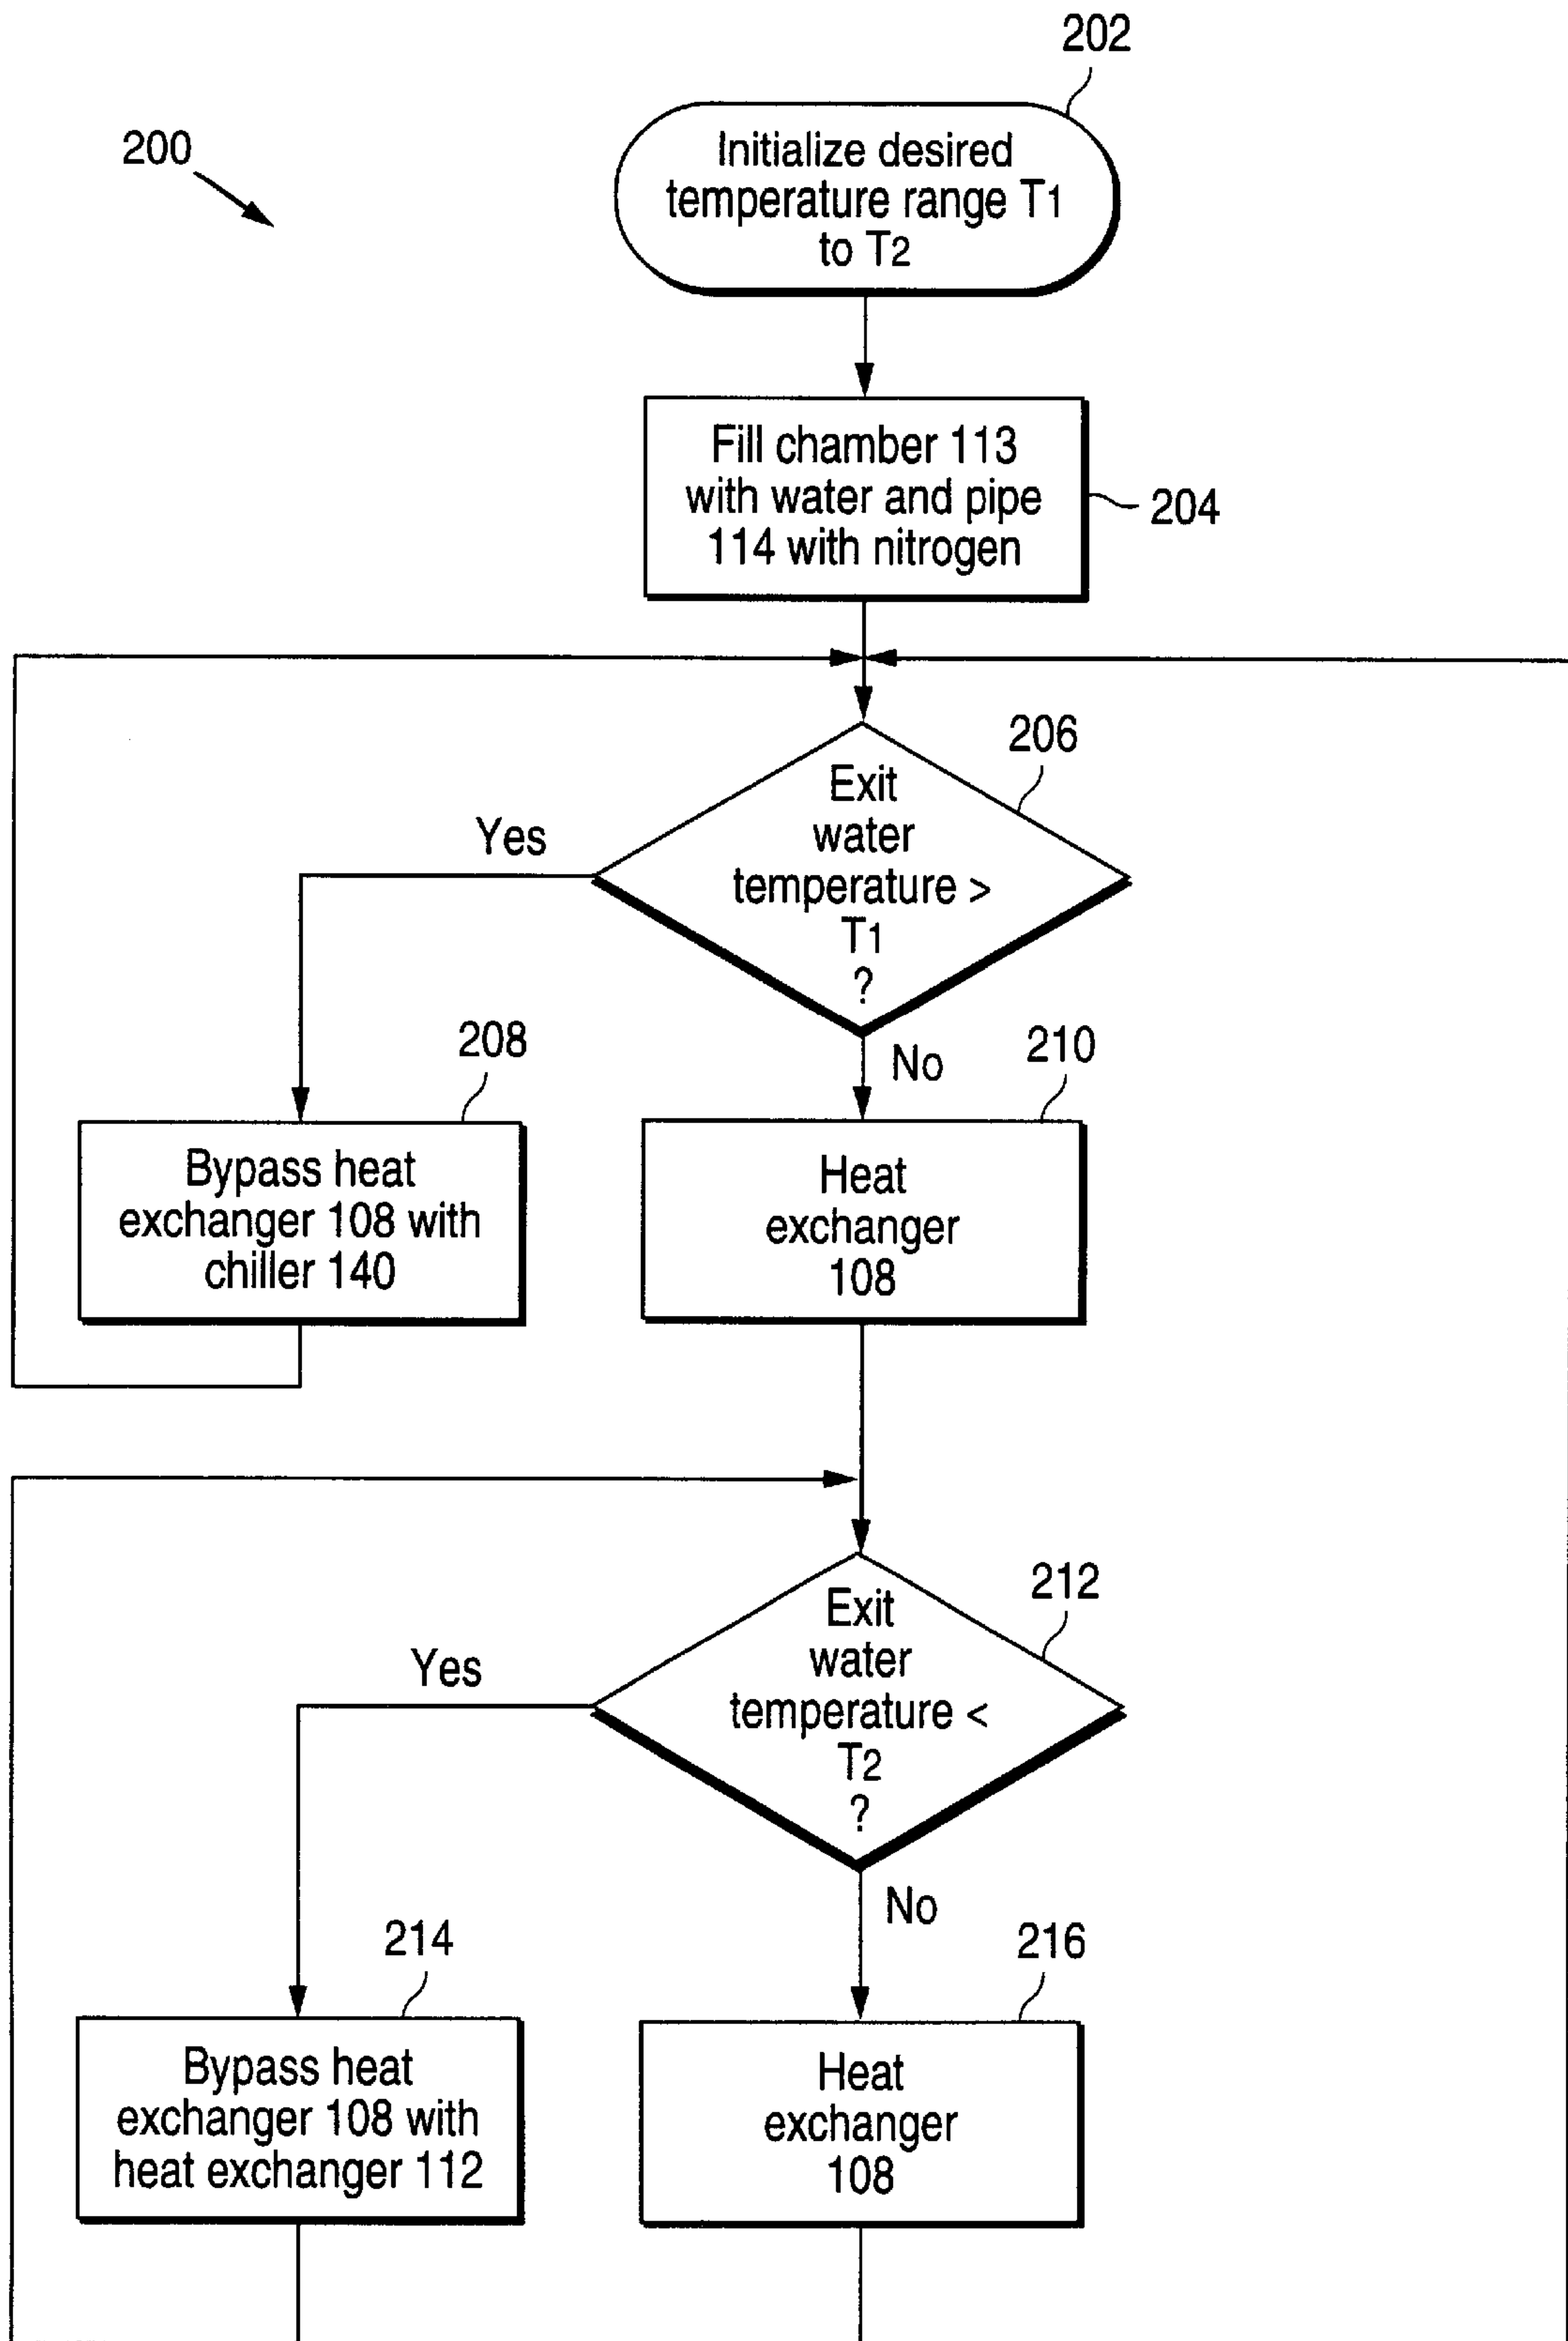 202
200
Initialize desired
temperature range T1
to T2
Fill chamber 113
with water and pipe
114 with nitrogen
204
206
Exit
water
temperature >
T1
?
Yes
No
208
Bypass heat
exchanger 108 with
chiller 140
210
Heat
exchanger
108
212
Exit
water
temperature <
T2
?
Yes
No
214
Bypass heat
exchanger 108 with
heat exchanger 112
216
Heat
exchanger
108